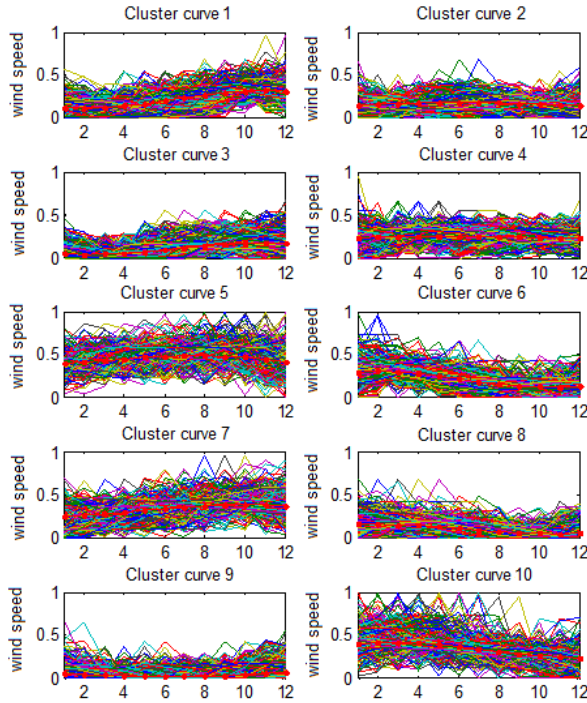 Cluster curve 1
Cluster curve 2
wind speed
1
0.5
0
2 4 6 8 10 12
wind speed
1
0.5
0
2 4 6 8 10 12
Cluster curve 3
Cluster curve 4
wind speed
1
0.5
0
2 4 6 8 10 12
wind speed
1
0.5
0
2 4 6 8 10 12
Cluster curve 5
Cluster curve 6
wind speed
1
0.5
0
2 4 6 8 10 12
wind speed
1
0.5
0
2 4 6 8 10 12
Cluster curve 7
Cluster curve 8
wind speed
1
0.5
0
2 4 6 8 10 12
wind speed
1
0.5
0
2 4 6 8 10 12
Cluster curve 9
Cluster curve 10
wind speed
1
0.5
0
2 4 6 8 10 12
wind speed
1
0.5
0
2 4 6 8 10 12